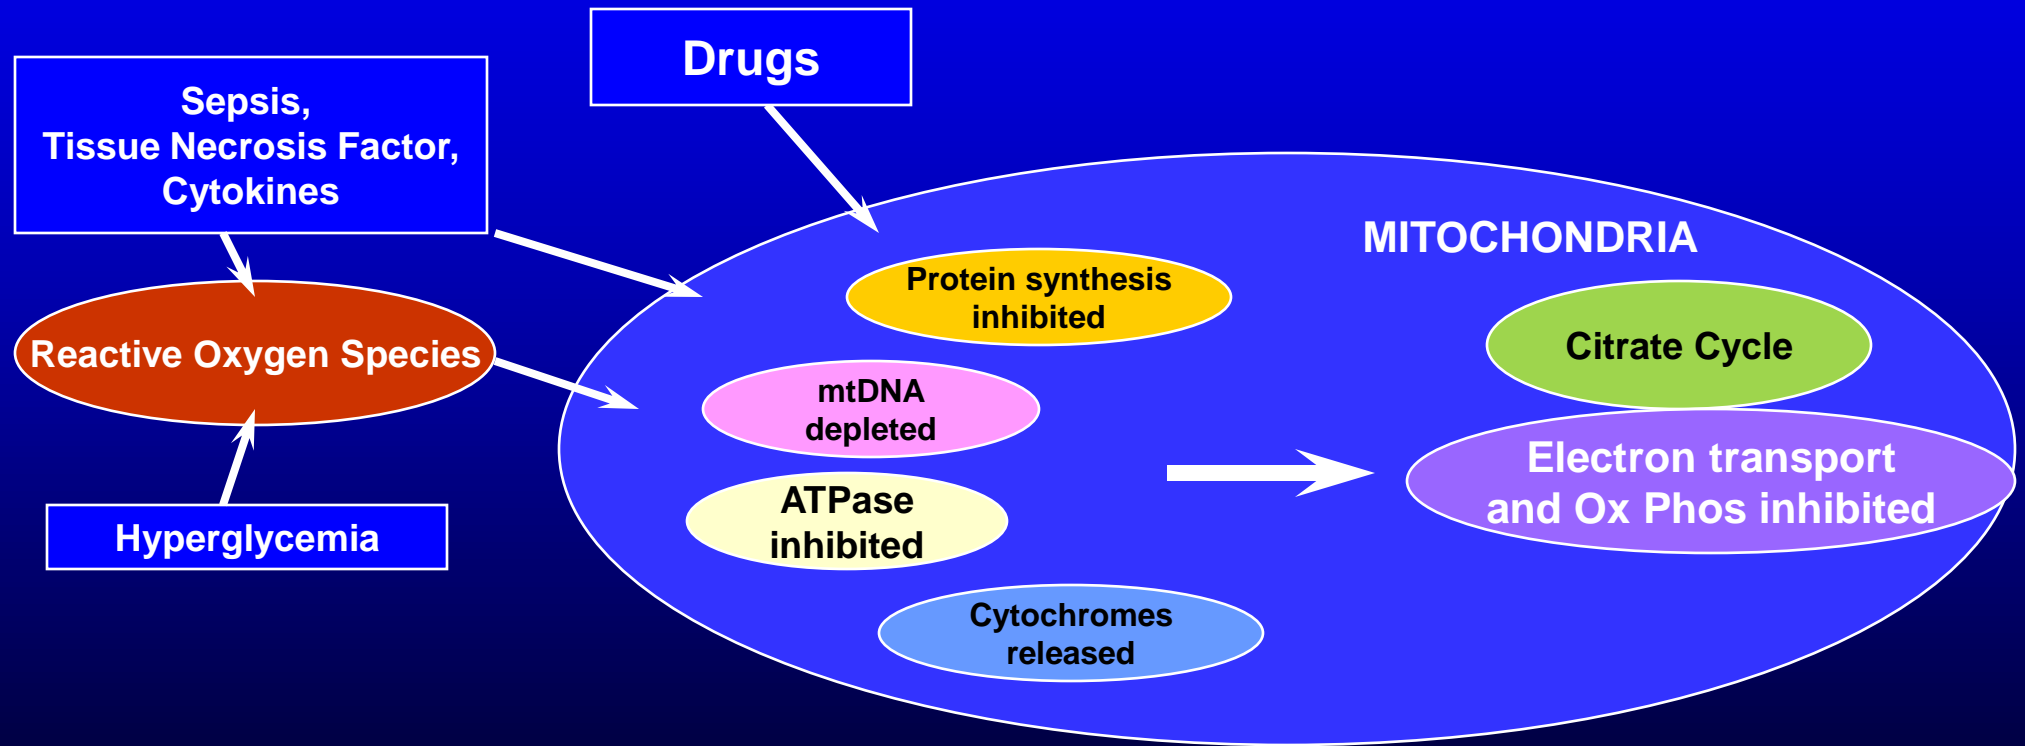 Drugs
Sepsis,
Tissue Necrosis Factor,
Cytokines
MITOCHONDRIA
Protein synthesis
inhibited
Reactive Oxygen Species
Citrate Cycle
mtDNA
depleted
Electron transport
and Ox Phos inhibited
ATPase
inhibited
Hyperglycemia
Cytochromes
released